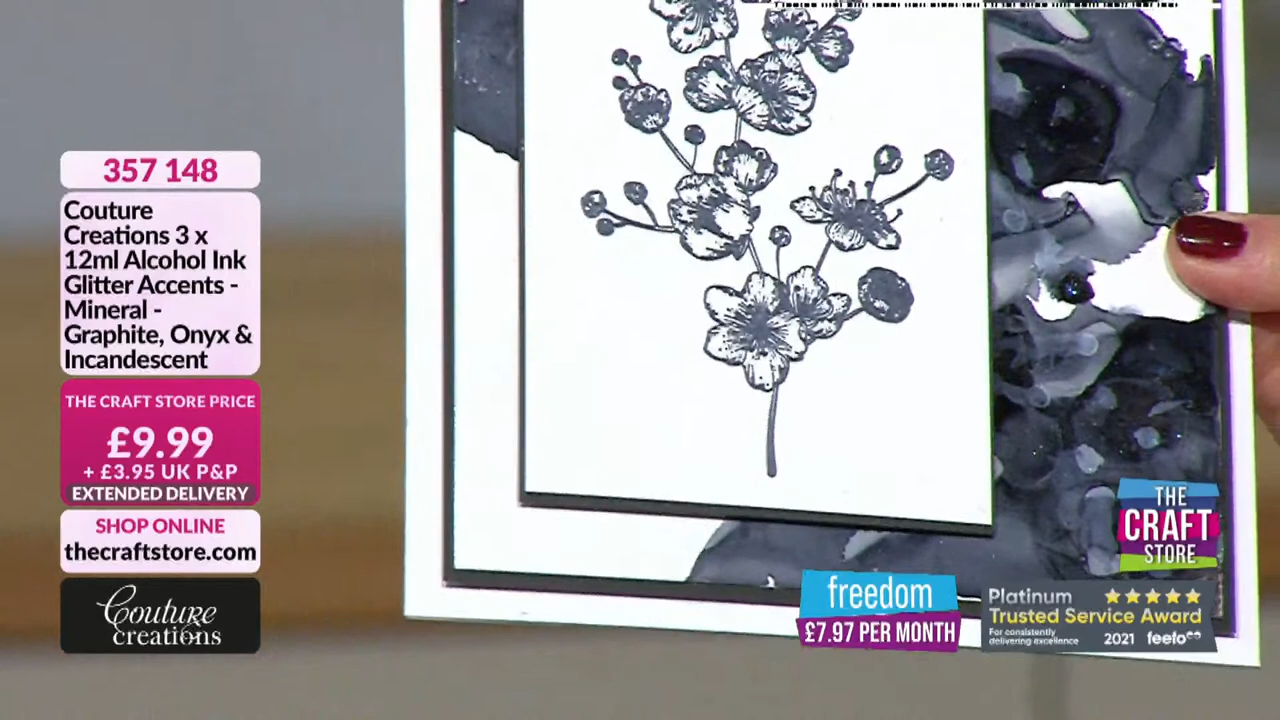 357 148
Couture
Creations 3 x
12ml Alcohol Ink
Glitter Accents -
Mineral -
Graphite, Onyx &
Incandescent
THE CRAFT STORE PRICE
£9.99
+ £3.95 UK P&P
EXTENDED DELIVERY
SHOP ONLINE
thecraftstore.com
Couture
creations
THE
CRAFT
STORE
freedom
£7.97 PER MONTH
Platinum
Trusted Service Award
For consistently
delivering excellence
2021 feefo